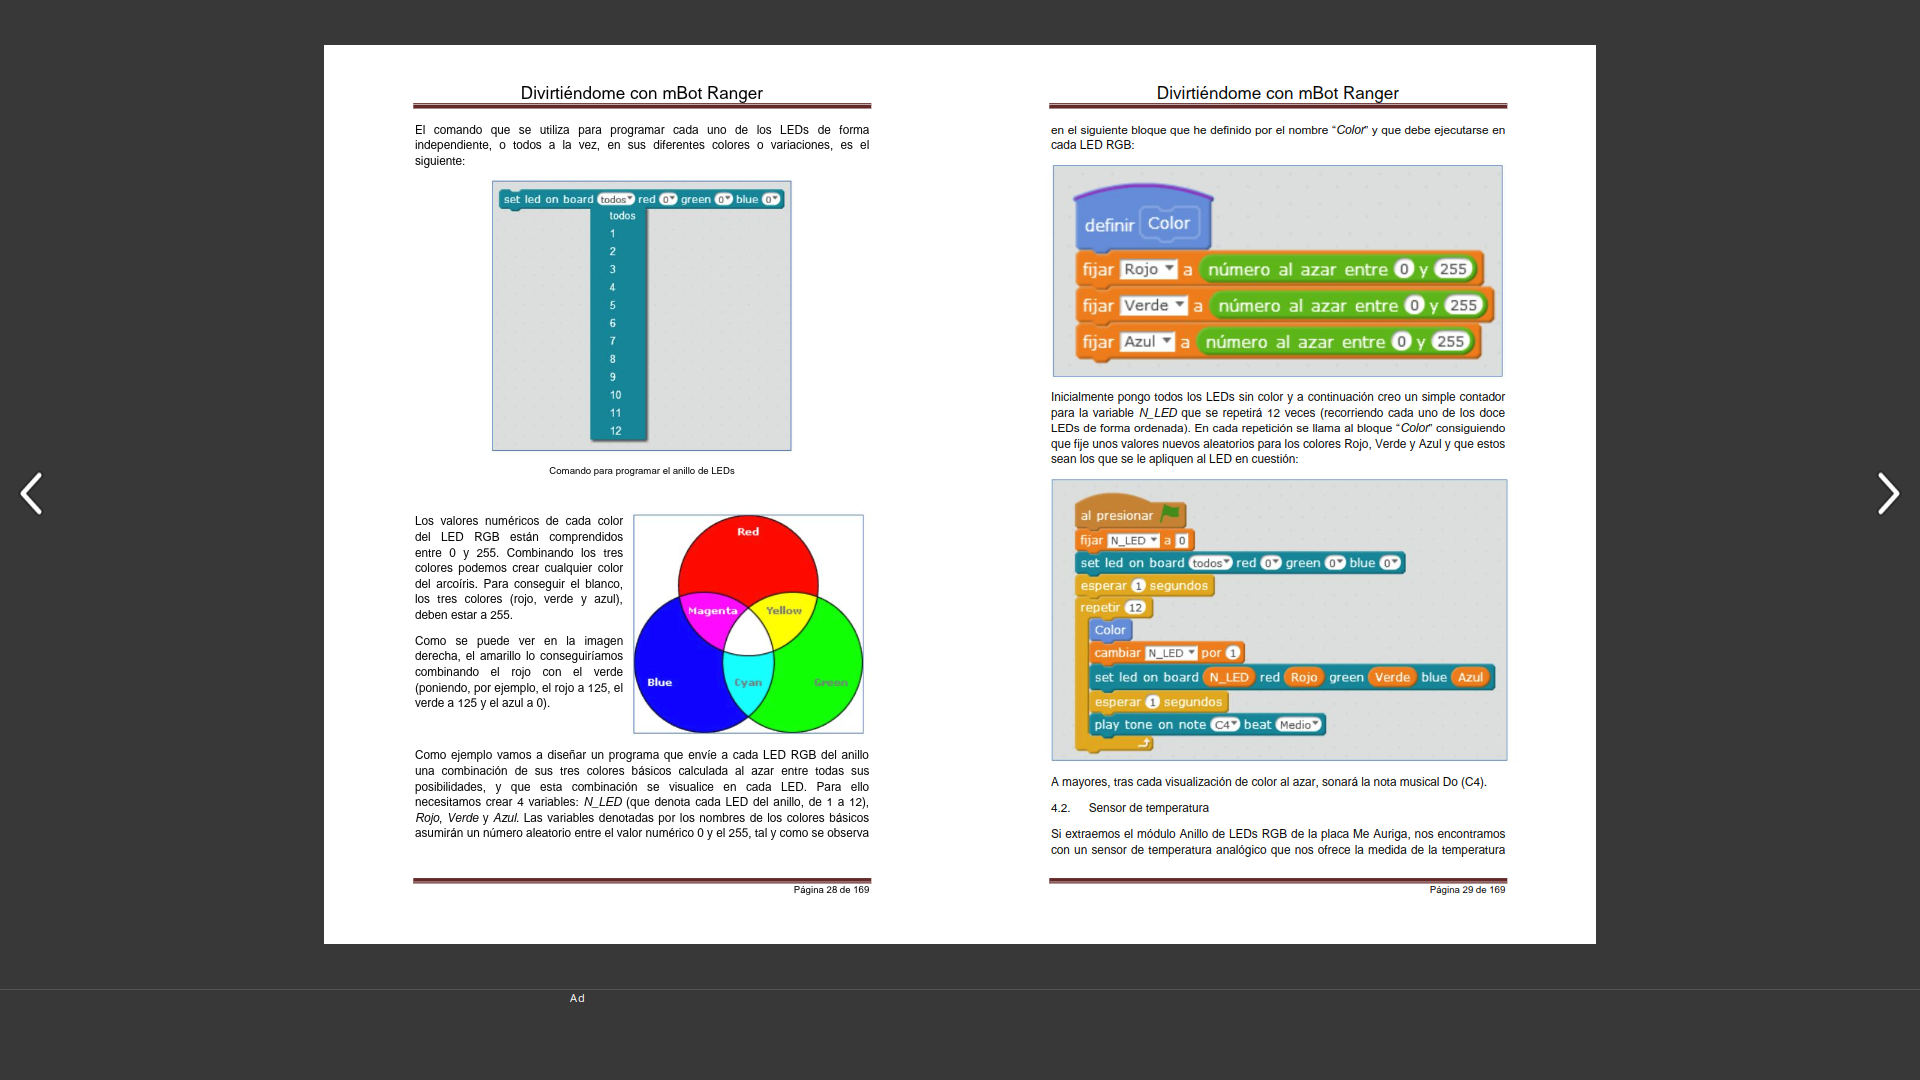 Divirtiéndome con mBot Ranger
El comando que se utiliza para programar cada uno de los LEDs de forma
independiente, o todos a la vez, en sus diferentes colores o variaciones, es el
siguiente:
set led on board todos red 0 green 0 blue 0
todos
1
2
3
4
5
6
7
8
9
10
11
12
Comando para programar el anillo de LEDs
Los valores numéricos de cada color
del LED RGB están comprendidos
entre 0 y 255. Combinando los tres
colores podemos crear cualquier color
del arcoíris. Para conseguir el blanco,
los tres colores (rojo, verde y azul),
deben estar a 255.
Como se puede ver en la imagen
derecha, el amarillo lo conseguiríamos
combinando el rojo con el verde
(poniendo, por ejemplo, el rojo a 125, el
verde a 125 y el azul a 0).
Red
Magenta Yellow
Blue Cyan Green
Como ejemplo vamos a diseñar un programa que envíe a cada LED RGB del anillo
una combinación de sus tres colores básicos calculada al azar entre todas sus
posibilidades, y que esta combinación se visualice en cada LED. Para ello
necesitamos crear 4 variables: N_LED (que denota cada LED del anillo, de 1 a 12),
Rojo, Verde y Azul. Las variables denotadas por los nombres de los colores básicos
asumirán un número aleatorio entre el valor numérico 0 y el 255, tal y como se observa
Página 28 de 169
Divirtiéndome con mBot Ranger
en el siguiente bloque que he definido por el nombre “Color” y que debe ejecutarse en
cada LED RGB:
definir Color
fijar Rojo a número al azar entre 0 y 255
fijar Verde a número al azar entre 0 y 255
fijar Azul a número al azar entre 0 y 255
Inicialmente pongo todos los LEDs sin color y a continuación creo un simple contador
para la variable N_LED que se repetirá 12 veces (recorriendo cada uno de los doce
LEDs de forma ordenada). En cada repetición se llama al bloque “Color” consiguiendo
que fije unos valores nuevos aleatorios para los colores Rojo, Verde y Azul y que estos
sean los que se le apliquen al LED en cuestión:
al presionar
fijar N_LED a 0
set led on board todos red 0 green 0 blue 0
esperar 1 segundos
repetir 12
Color
cambiar N_LED por 1
set led on board N_LED red Rojo green Verde blue Azul
esperar 1 segundos
play tone on note C4 beat Medio
A mayores, tras cada visualización de color al azar, sonará la nota musical Do (C4).
4.2. Sensor de temperatura
Si extraemos el módulo Anillo de LEDs RGB de la placa Me Auriga, nos encontramos
con un sensor de temperatura analógico que nos ofrece la medida de la temperatura
Página 29 de 169
Ad